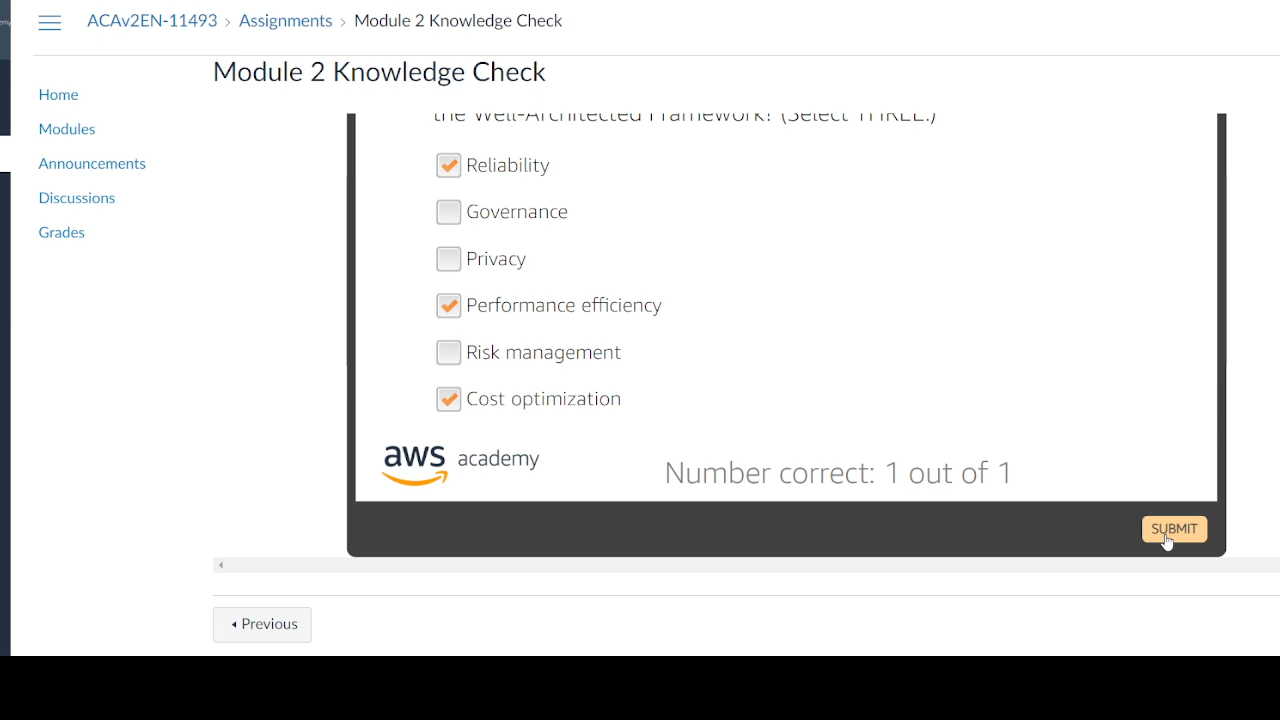 ACAv2EN-11493 › Assignments › Module 2 Knowledge Check
Module 2 Knowledge Check
Home
Modules
Announcements
Discussions
Grades
the Well-Architected Framework? (Select THREE.)
Reliability
Governance
Privacy
Performance efficiency
Risk management
Cost optimization
aws academy
Number correct: 1 out of 1
SUBMIT
Previous